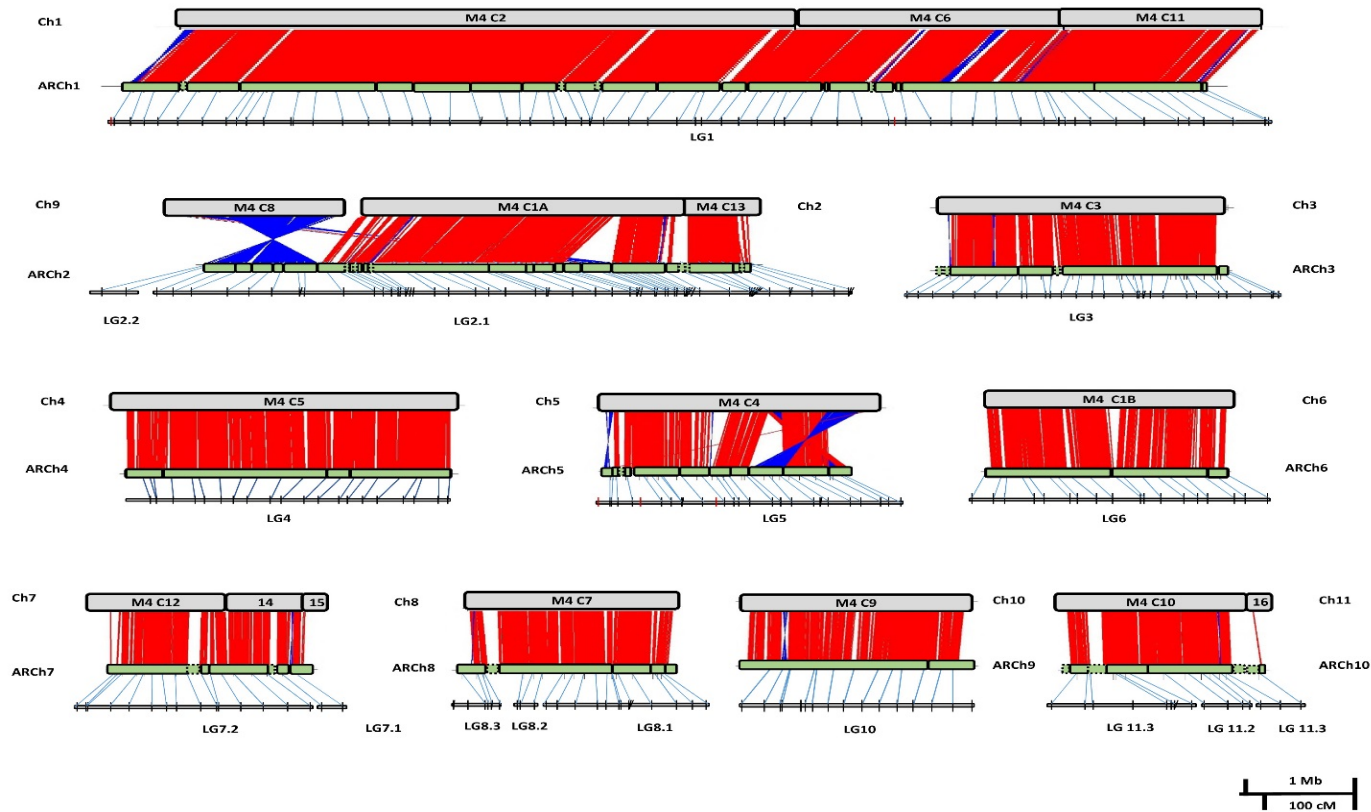 Ch1 M4 C2 M4 C6 M4 C11
ARCh1
LG1
Ch9 M4 C8 M4 C1A M4 C13 Ch2 M4 C3 Ch3
ARCh2 ARCh3
LG2.2 LG2.1 LG3
Ch4 M4 C5 Ch5 M4 C4 M4 C1B Ch6
ARCh4 ARCh5 ARCh6
LG4 LG5 LG6
Ch7 M4 C12 14 15 Ch8 M4 C7 M4 C9 Ch10 M4 C10 16 Ch11
ARCh7 ARCh8 ARCh9 ARCh10
LG7.2 LG7.1 LG8.3 LG8.2 LG8.1 LG10 LG 11.3 LG 11.2 LG 11.3
1 Mb
100 cM